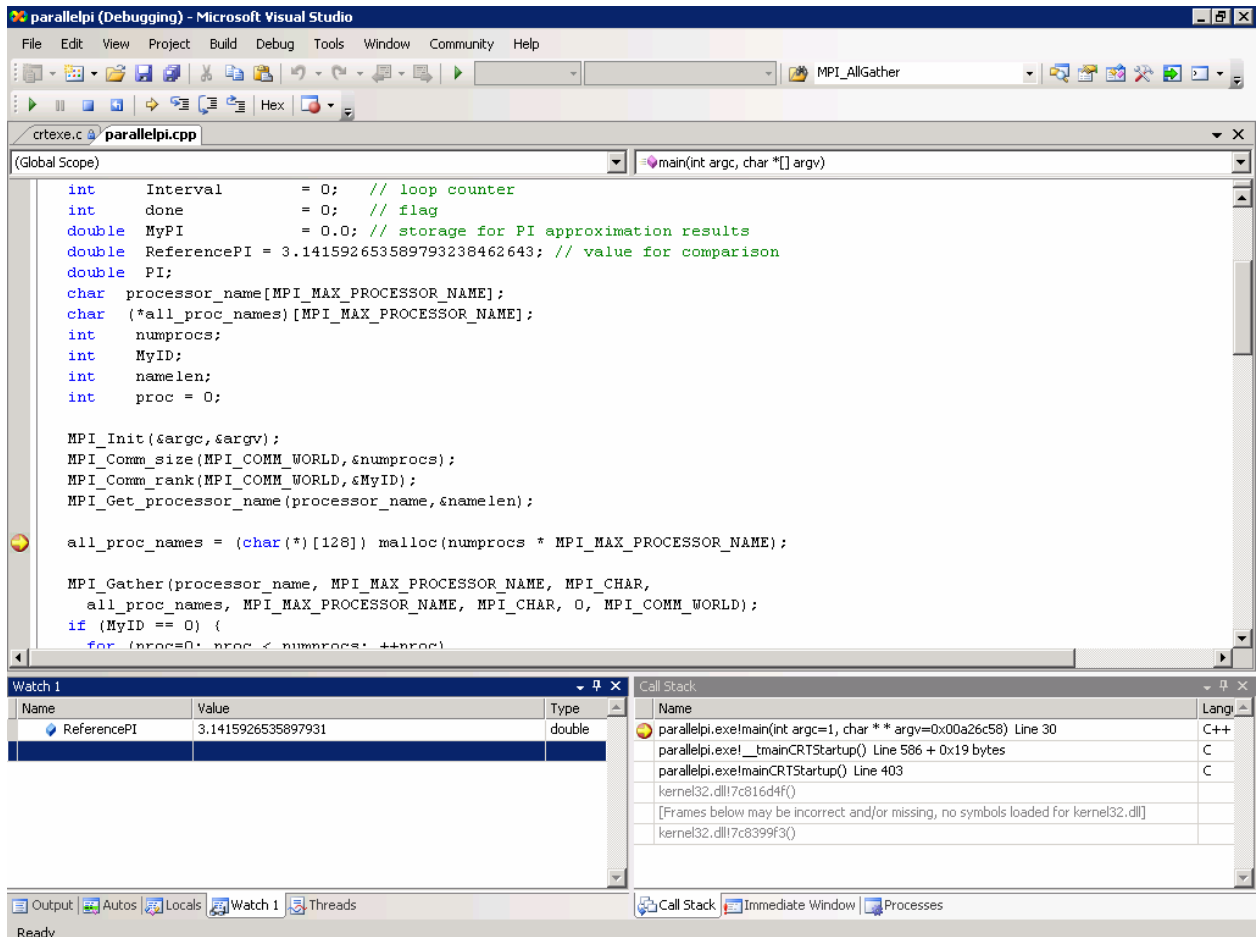 parallelpi (Debugging) - Microsoft Visual Studio
File Edit View Project Build Debug Tools Window Community Help
MPI_AllGather
Hex
crtexe.c parallelpi.cpp
(Global Scope) main(int argc, char *[] argv)
int Interval = 0; // loop counter
int done = 0; // flag
double MyPI = 0.0; // storage for PI approximation results
double ReferencePI = 3.141592653589793238462643; // value for comparison
double PI;
char processor_name[MPI_MAX_PROCESSOR_NAME];
char (*all_proc_names)[MPI_MAX_PROCESSOR_NAME];
int numprocs;
int MyID;
int namelen;
int proc = 0;
MPI_Init(&argc,&argv);
MPI_Comm_size(MPI_COMM_WORLD,&numprocs);
MPI_Comm_rank(MPI_COMM_WORLD,&MyID);
MPI_Get_processor_name(processor_name,&namelen);
all_proc_names = (char(*)[128]) malloc(numprocs * MPI_MAX_PROCESSOR_NAME);
MPI_Gather(processor_name, MPI_MAX_PROCESSOR_NAME, MPI_CHAR,
all_proc_names, MPI_MAX_PROCESSOR_NAME, MPI_CHAR, 0, MPI_COMM_WORLD);
if (MyID == 0) {
for (proc=0; proc < numprocs; ++proc)
Watch 1
Name Value Type
ReferencePI 3.1415926535897931 double
Output Autos Locals Watch 1 Threads
Call Stack
Name Langu
parallelpi.exe!main(int argc=1, char * * argv=0x00a26c58) Line 30 C++
parallelpi.exe!__tmainCRTStartup() Line 586 + 0x19 bytes C
parallelpi.exe!mainCRTStartup() Line 403 C
kernel32.dll!7c816d4f()
[Frames below may be incorrect and/or missing, no symbols loaded for kernel32.dll]
kernel32.dll!7c8399f3()
Call Stack Immediate Window Processes
Ready